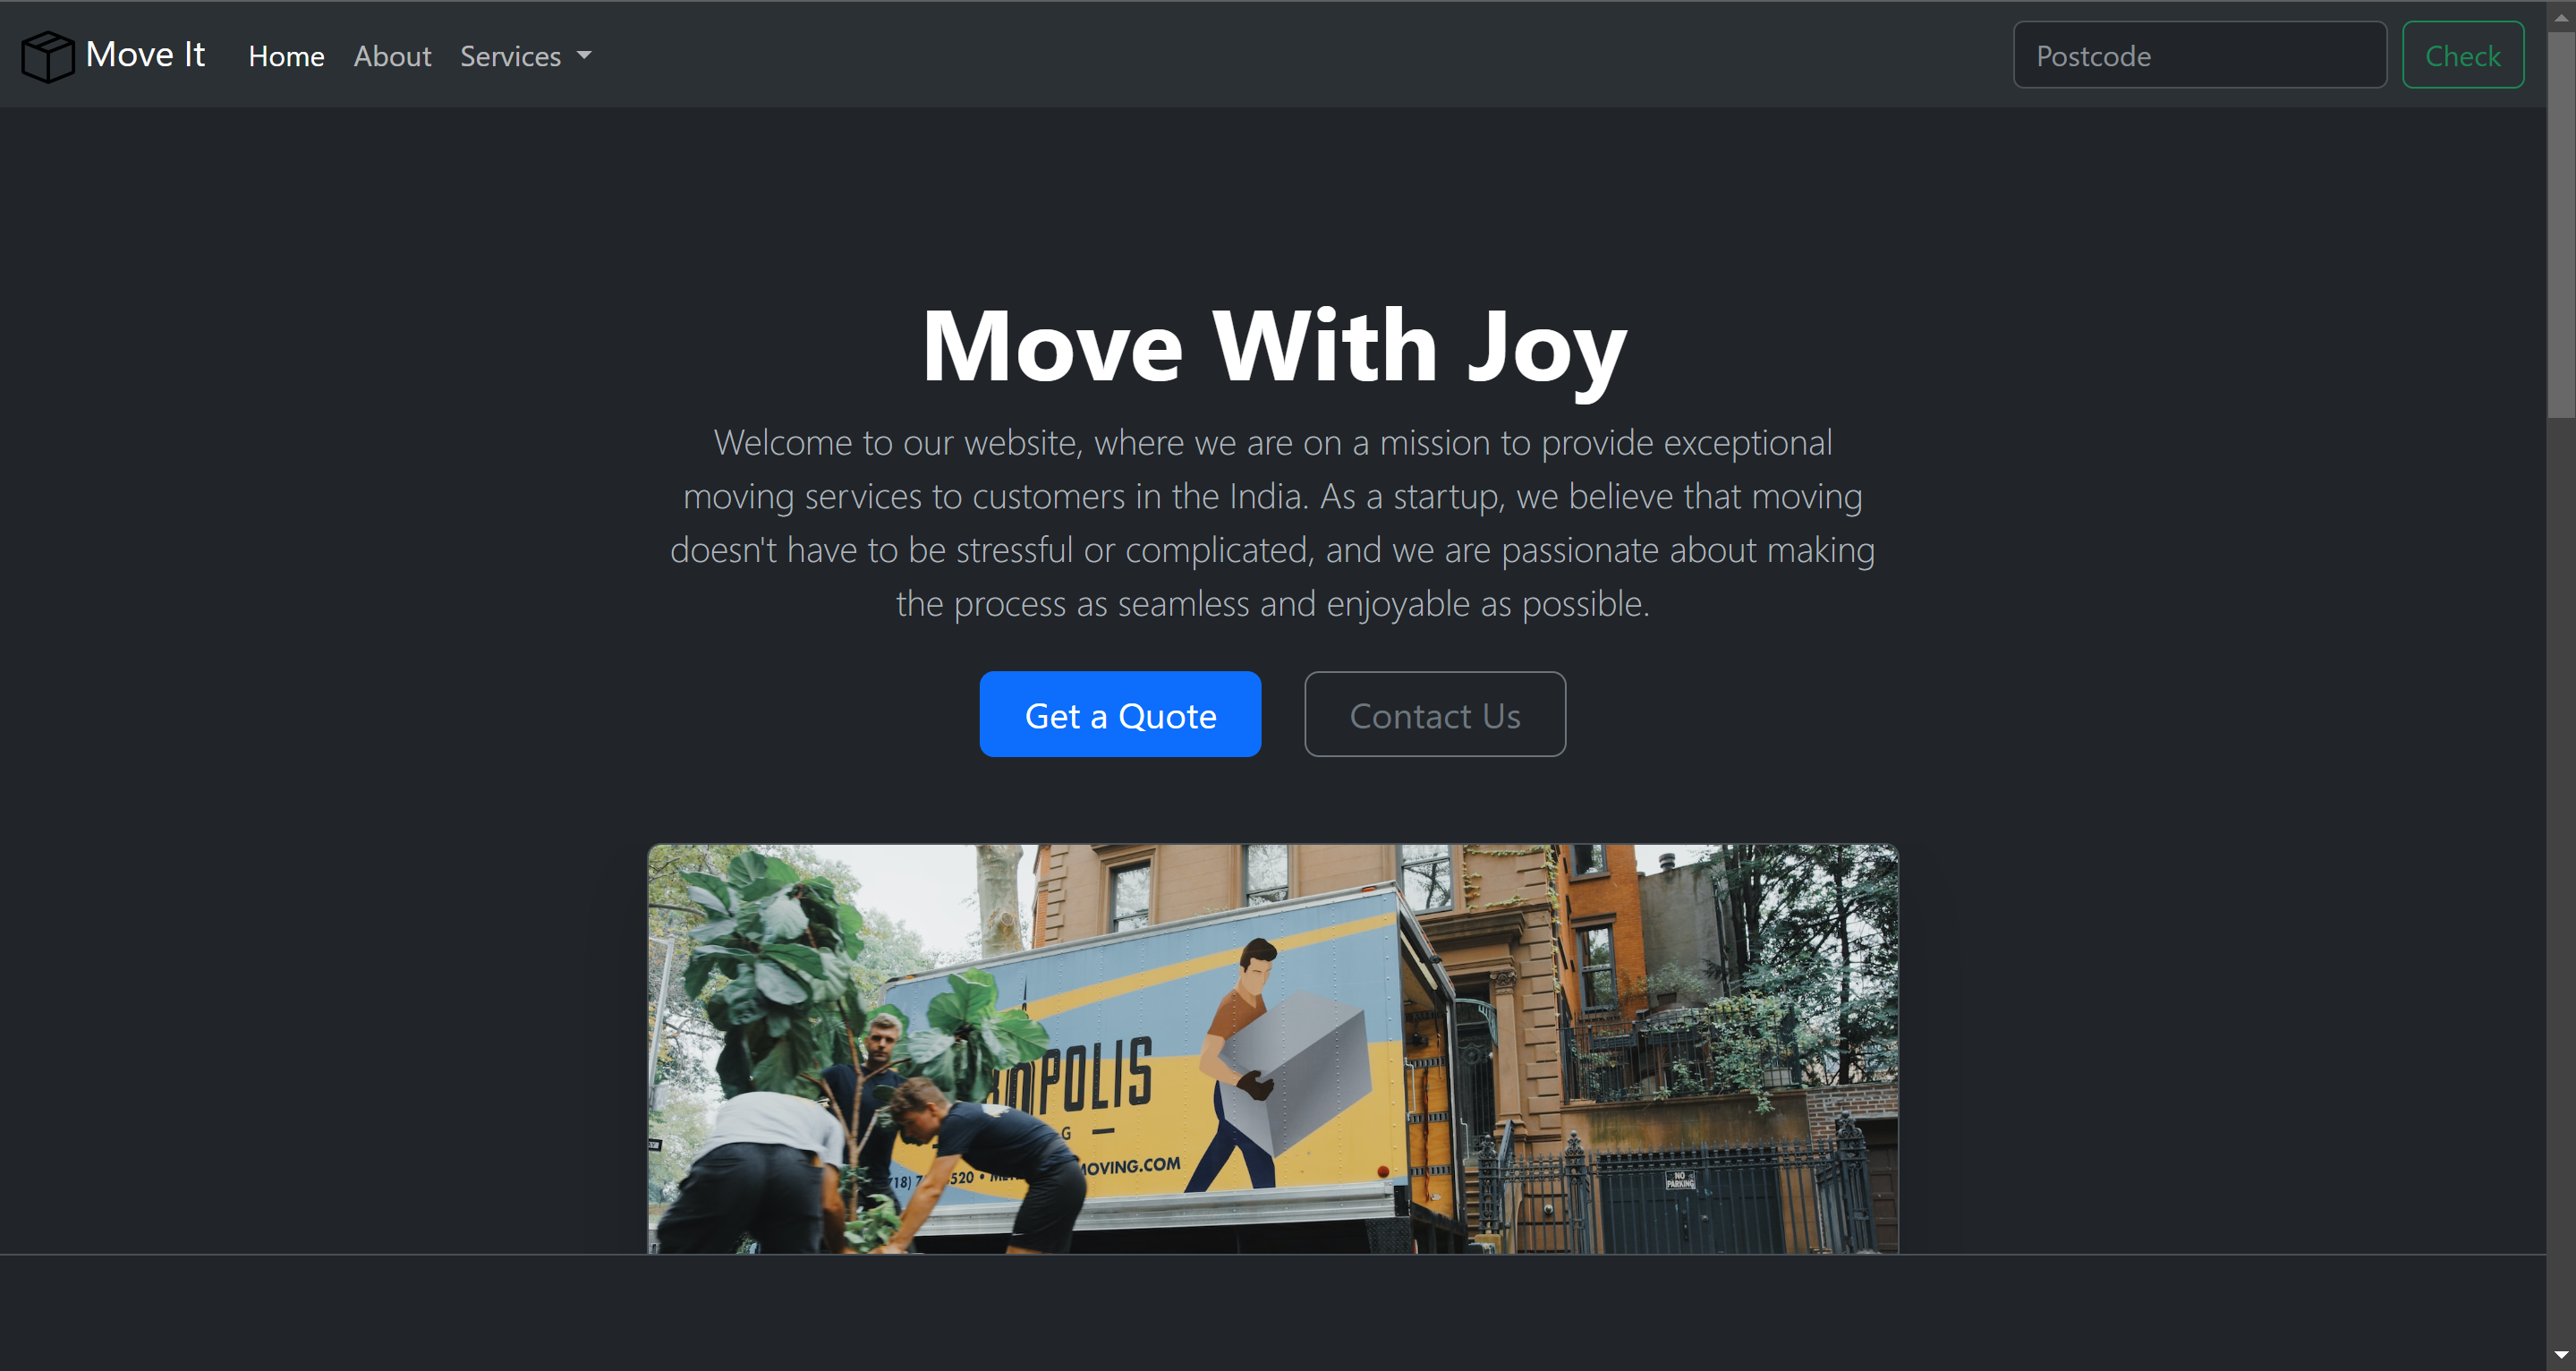 Move It
Home
About
Services
Postcode
Check
Move With Joy
Welcome to our website, where we are on a mission to provide exceptional
moving services to customers in the India. As a startup, we believe that moving
doesn't have to be stressful or complicated, and we are passionate about making
the process as seamless and enjoyable as possible.
Get a Quote
Contact Us
POLIS
G —
520 •
MOVING.COM
NO
PARKING